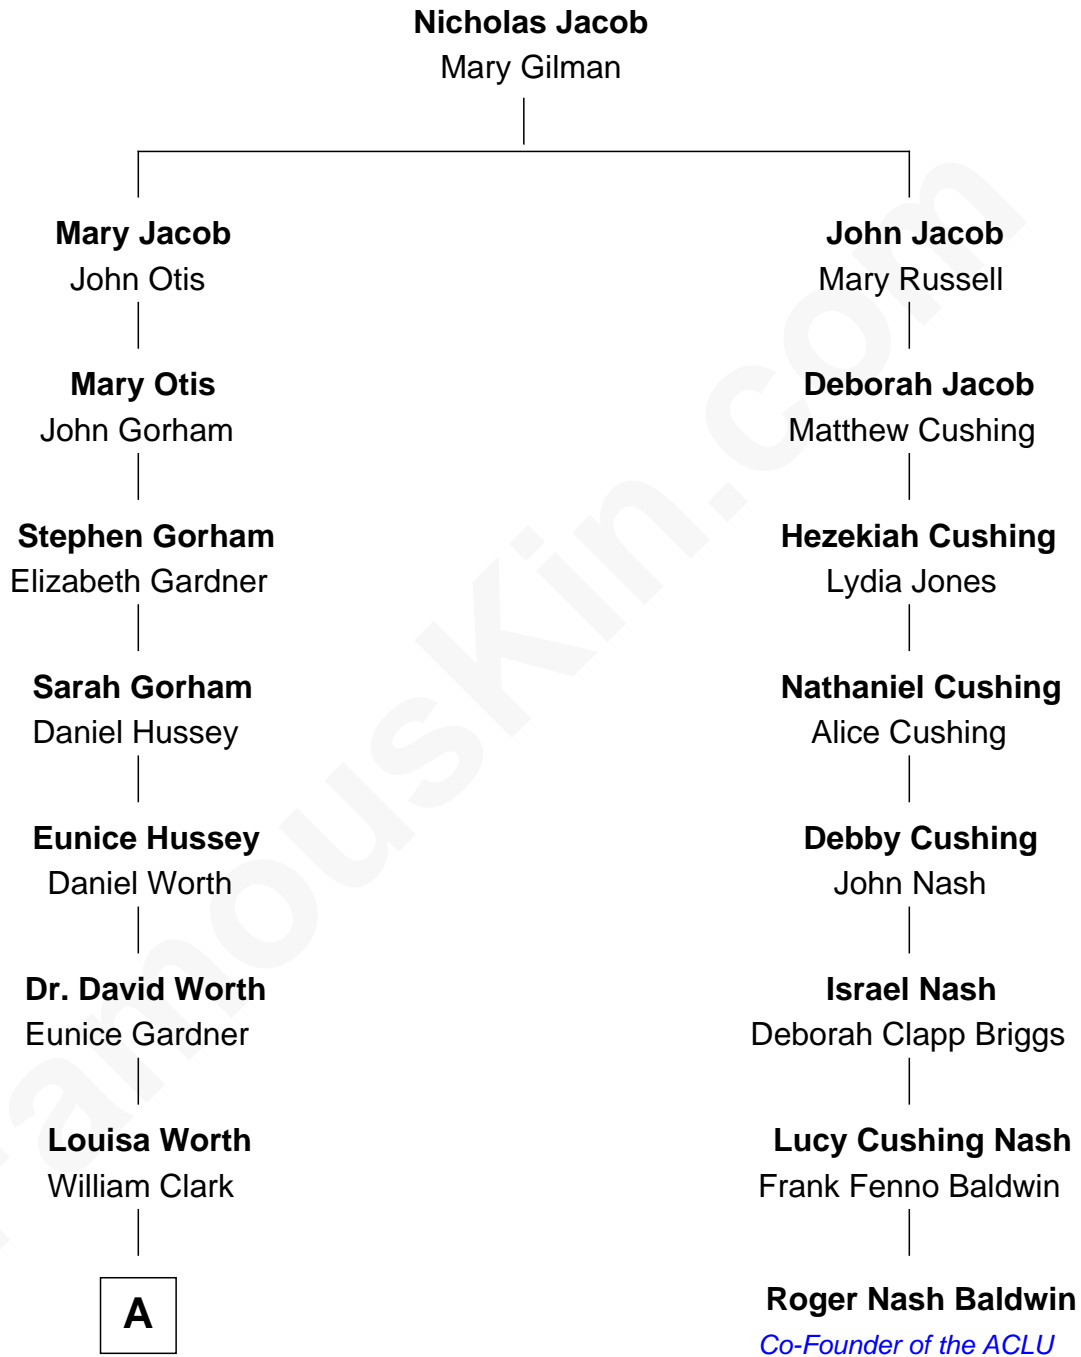 Nicholas Jacob
Mary Gilman
Mary Jacob
John Otis
John Jacob
Mary Russell
Mary Otis
John Gorham
Deborah Jacob
Matthew Cushing
Stephen Gorham
Elizabeth Gardner
Hezekiah Cushing
Lydia Jones
Sarah Gorham
Daniel Hussey
Nathaniel Cushing
Alice Cushing
Eunice Hussey
Daniel Worth
Debby Cushing
John Nash
Dr. David Worth
Eunice Gardner
Israel Nash
Deborah Clapp Briggs
Louisa Worth
William Clark
Lucy Cushing Nash
Frank Fenno Baldwin
A
Roger Nash Baldwin
Co-Founder of the ACLU
FamousKin.com